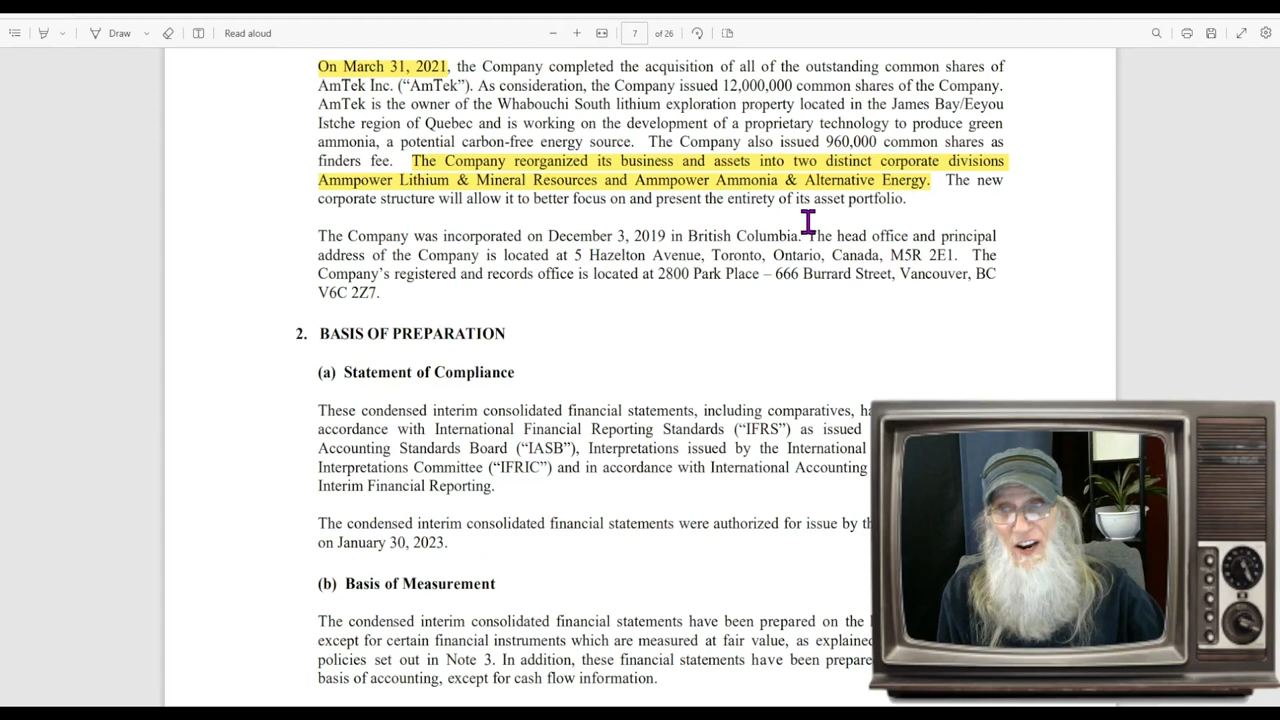 Draw
Read aloud
7
of 26
On March 31, 2021, the Company completed the acquisition of all of the outstanding common shares of
AmTek Inc. (“AmTek”). As consideration, the Company issued 12,000,000 common shares of the Company.
AmTek is the owner of the Whabouchi South lithium exploration property located in the James Bay/Eeyou
Istche region of Quebec and is working on the development of a proprietary technology to produce green
ammonia, a potential carbon-free energy source. The Company also issued 960,000 common shares as
finders fee. The Company reorganized its business and assets into two distinct corporate divisions
Ammpower Lithium & Mineral Resources and Ammpower Ammonia & Alternative Energy. The new
corporate structure will allow it to better focus on and present the entirety of its asset portfolio.
The Company was incorporated on December 3, 2019 in British Columbia. The head office and principal
address of the Company is located at 5 Hazelton Avenue, Toronto, Ontario, Canada, M5R 2E1. The
Company’s registered and records office is located at 2800 Park Place – 666 Burrard Street, Vancouver, BC
V6C 2Z7.
2. BASIS OF PREPARATION
(a) Statement of Compliance
These condensed interim consolidated financial statements, including comparatives, ha
accordance with International Financial Reporting Standards (“IFRS”) as issued
Accounting Standards Board (“IASB”), Interpretations issued by the International
Interpretations Committee (“IFRIC”) and in accordance with International Accounting
Interim Financial Reporting.
The condensed interim consolidated financial statements were authorized for issue by th
on January 30, 2023.
(b) Basis of Measurement
The condensed interim consolidated financial statements have been prepared on the
except for certain financial instruments which are measured at fair value, as explained
policies set out in Note 3. In addition, these financial statements have been prepare
basis of accounting, except for cash flow information.